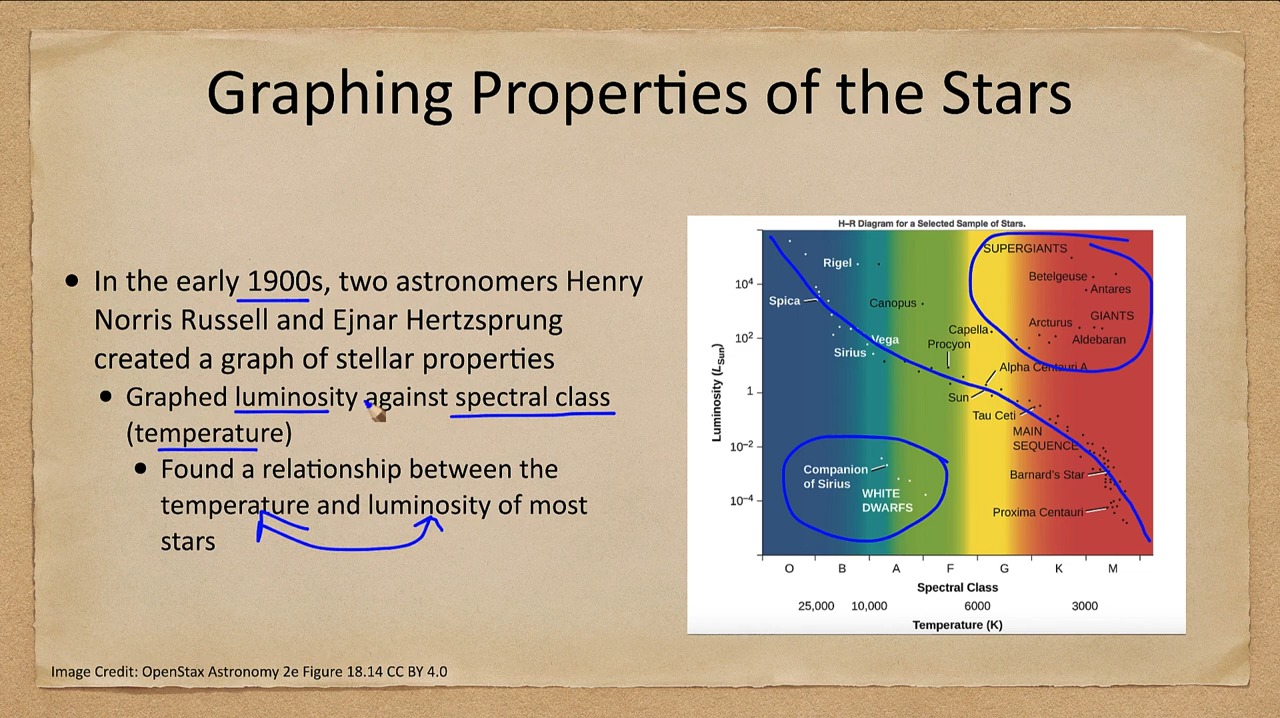 Graphing Properties of the Stars
• In the early 1900s, two astronomers Henry
Norris Russell and Ejnar Hertzsprung
created a graph of stellar properties
• Graphed luminosity against spectral class
(temperature)
• Found a relationship between the
temperature and luminosity of most
stars
H–R Diagram for a Selected Sample of Stars.
SUPERGIANTS
Rigel
Betelgeuse
10⁴
Antares
Spica
Canopus
GIANTS
Arcturus
Capella
10²
Vega
Aldebaran
Procyon
Sirius
Alpha Centauri A
Luminosity (L_Sun)
1
Sun
Tau Ceti
MAIN
SEQUENCE
10⁻²
Companion
of Sirius
Barnard's Star
WHITE
DWARFS
10⁻⁴
Proxima Centauri
O B A F G K M
Spectral Class
25,000 10,000 6000 3000
Temperature (K)
Image Credit: OpenStax Astronomy 2e Figure 18.14 CC BY 4.0